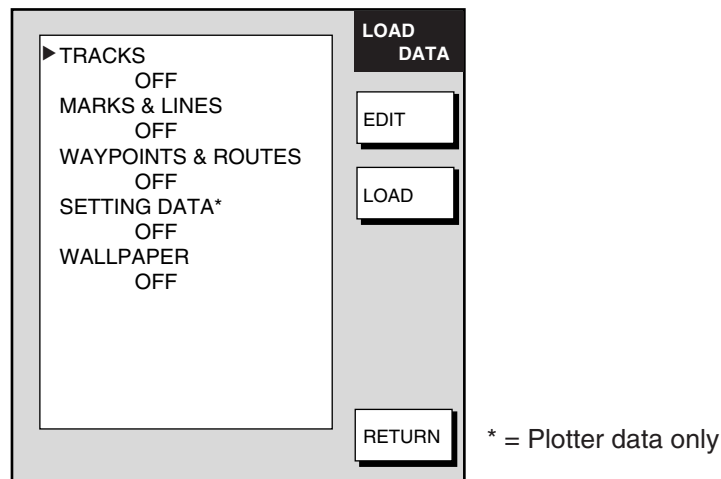 LOAD
DATA
TRACKS
OFF
MARKS & LINES
OFF
WAYPOINTS & ROUTES
OFF
SETTING DATA*
OFF
WALLPAPER
OFF
EDIT
LOAD
RETURN
* = Plotter data only